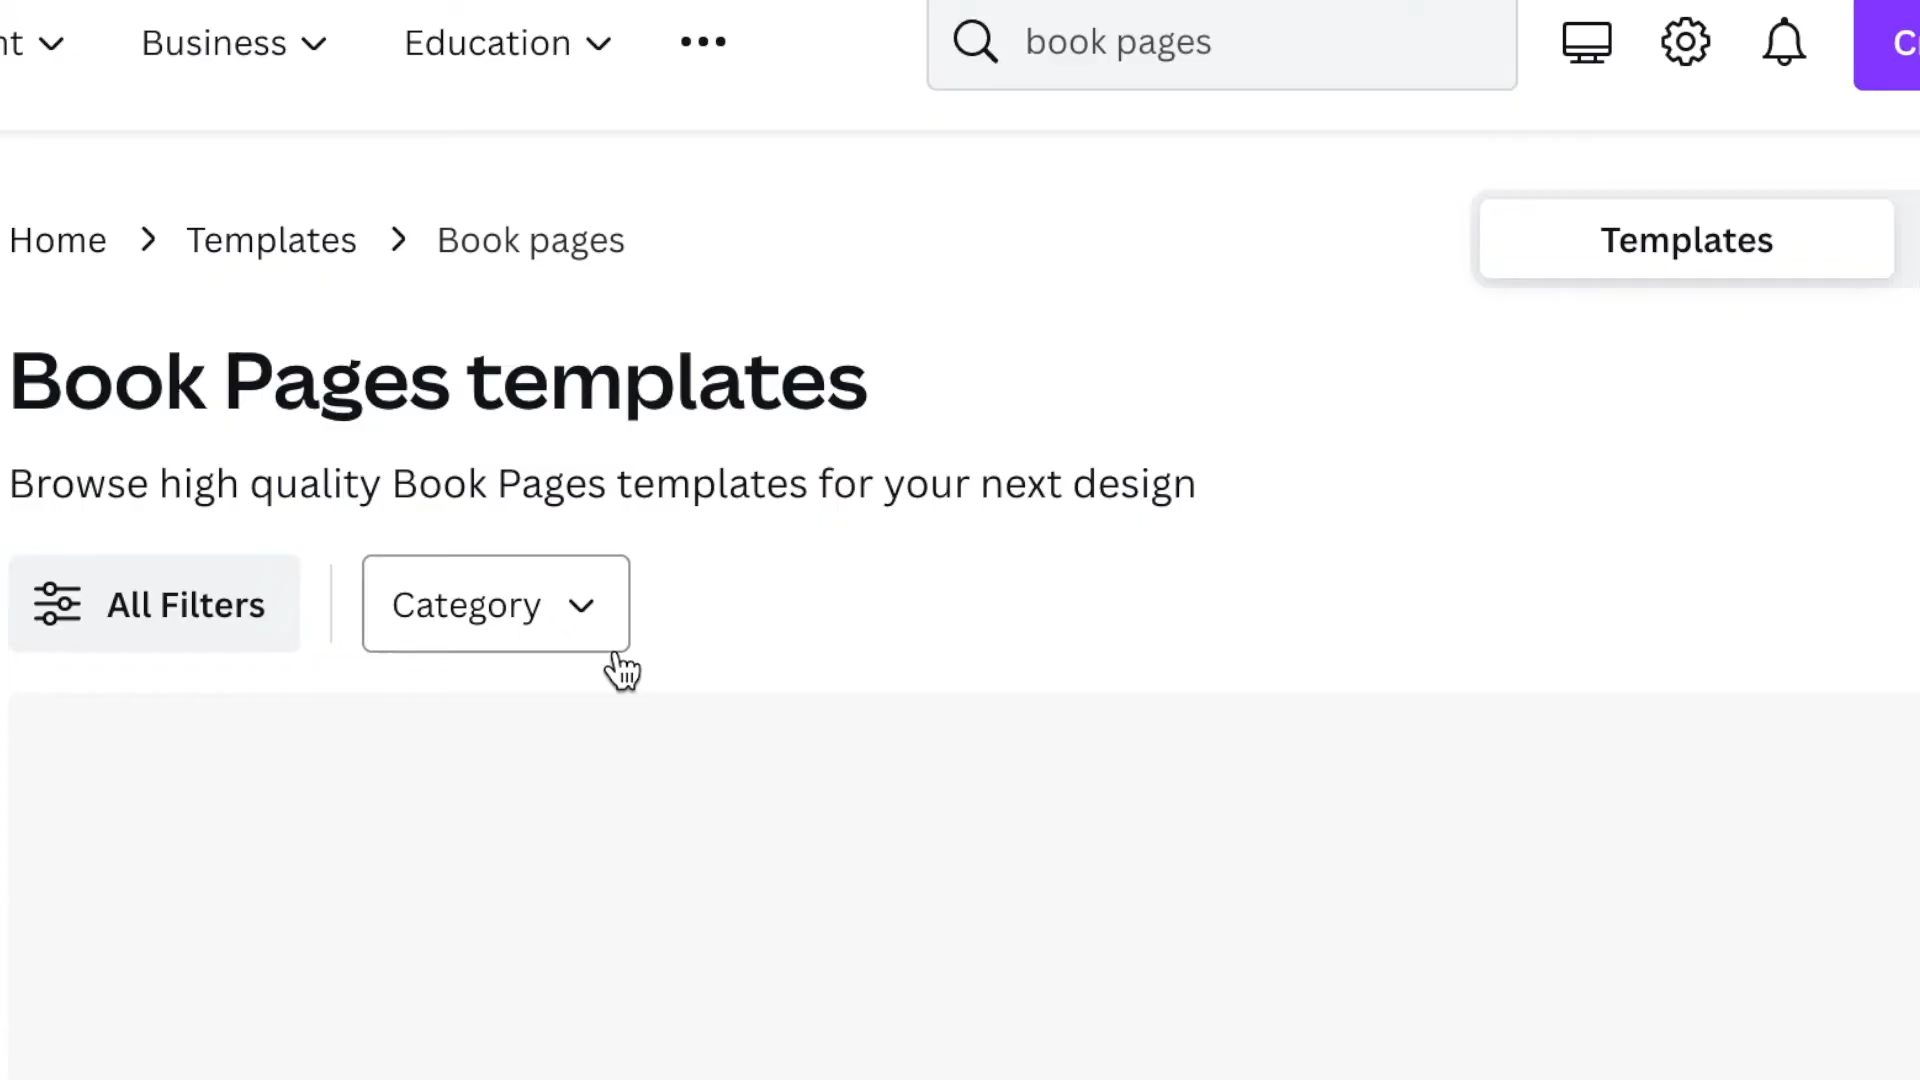 Business
Education
book pages
Home
Templates
Book pages
Templates
Book Pages templates
Browse high quality Book Pages templates for your next design
All Filters
Category